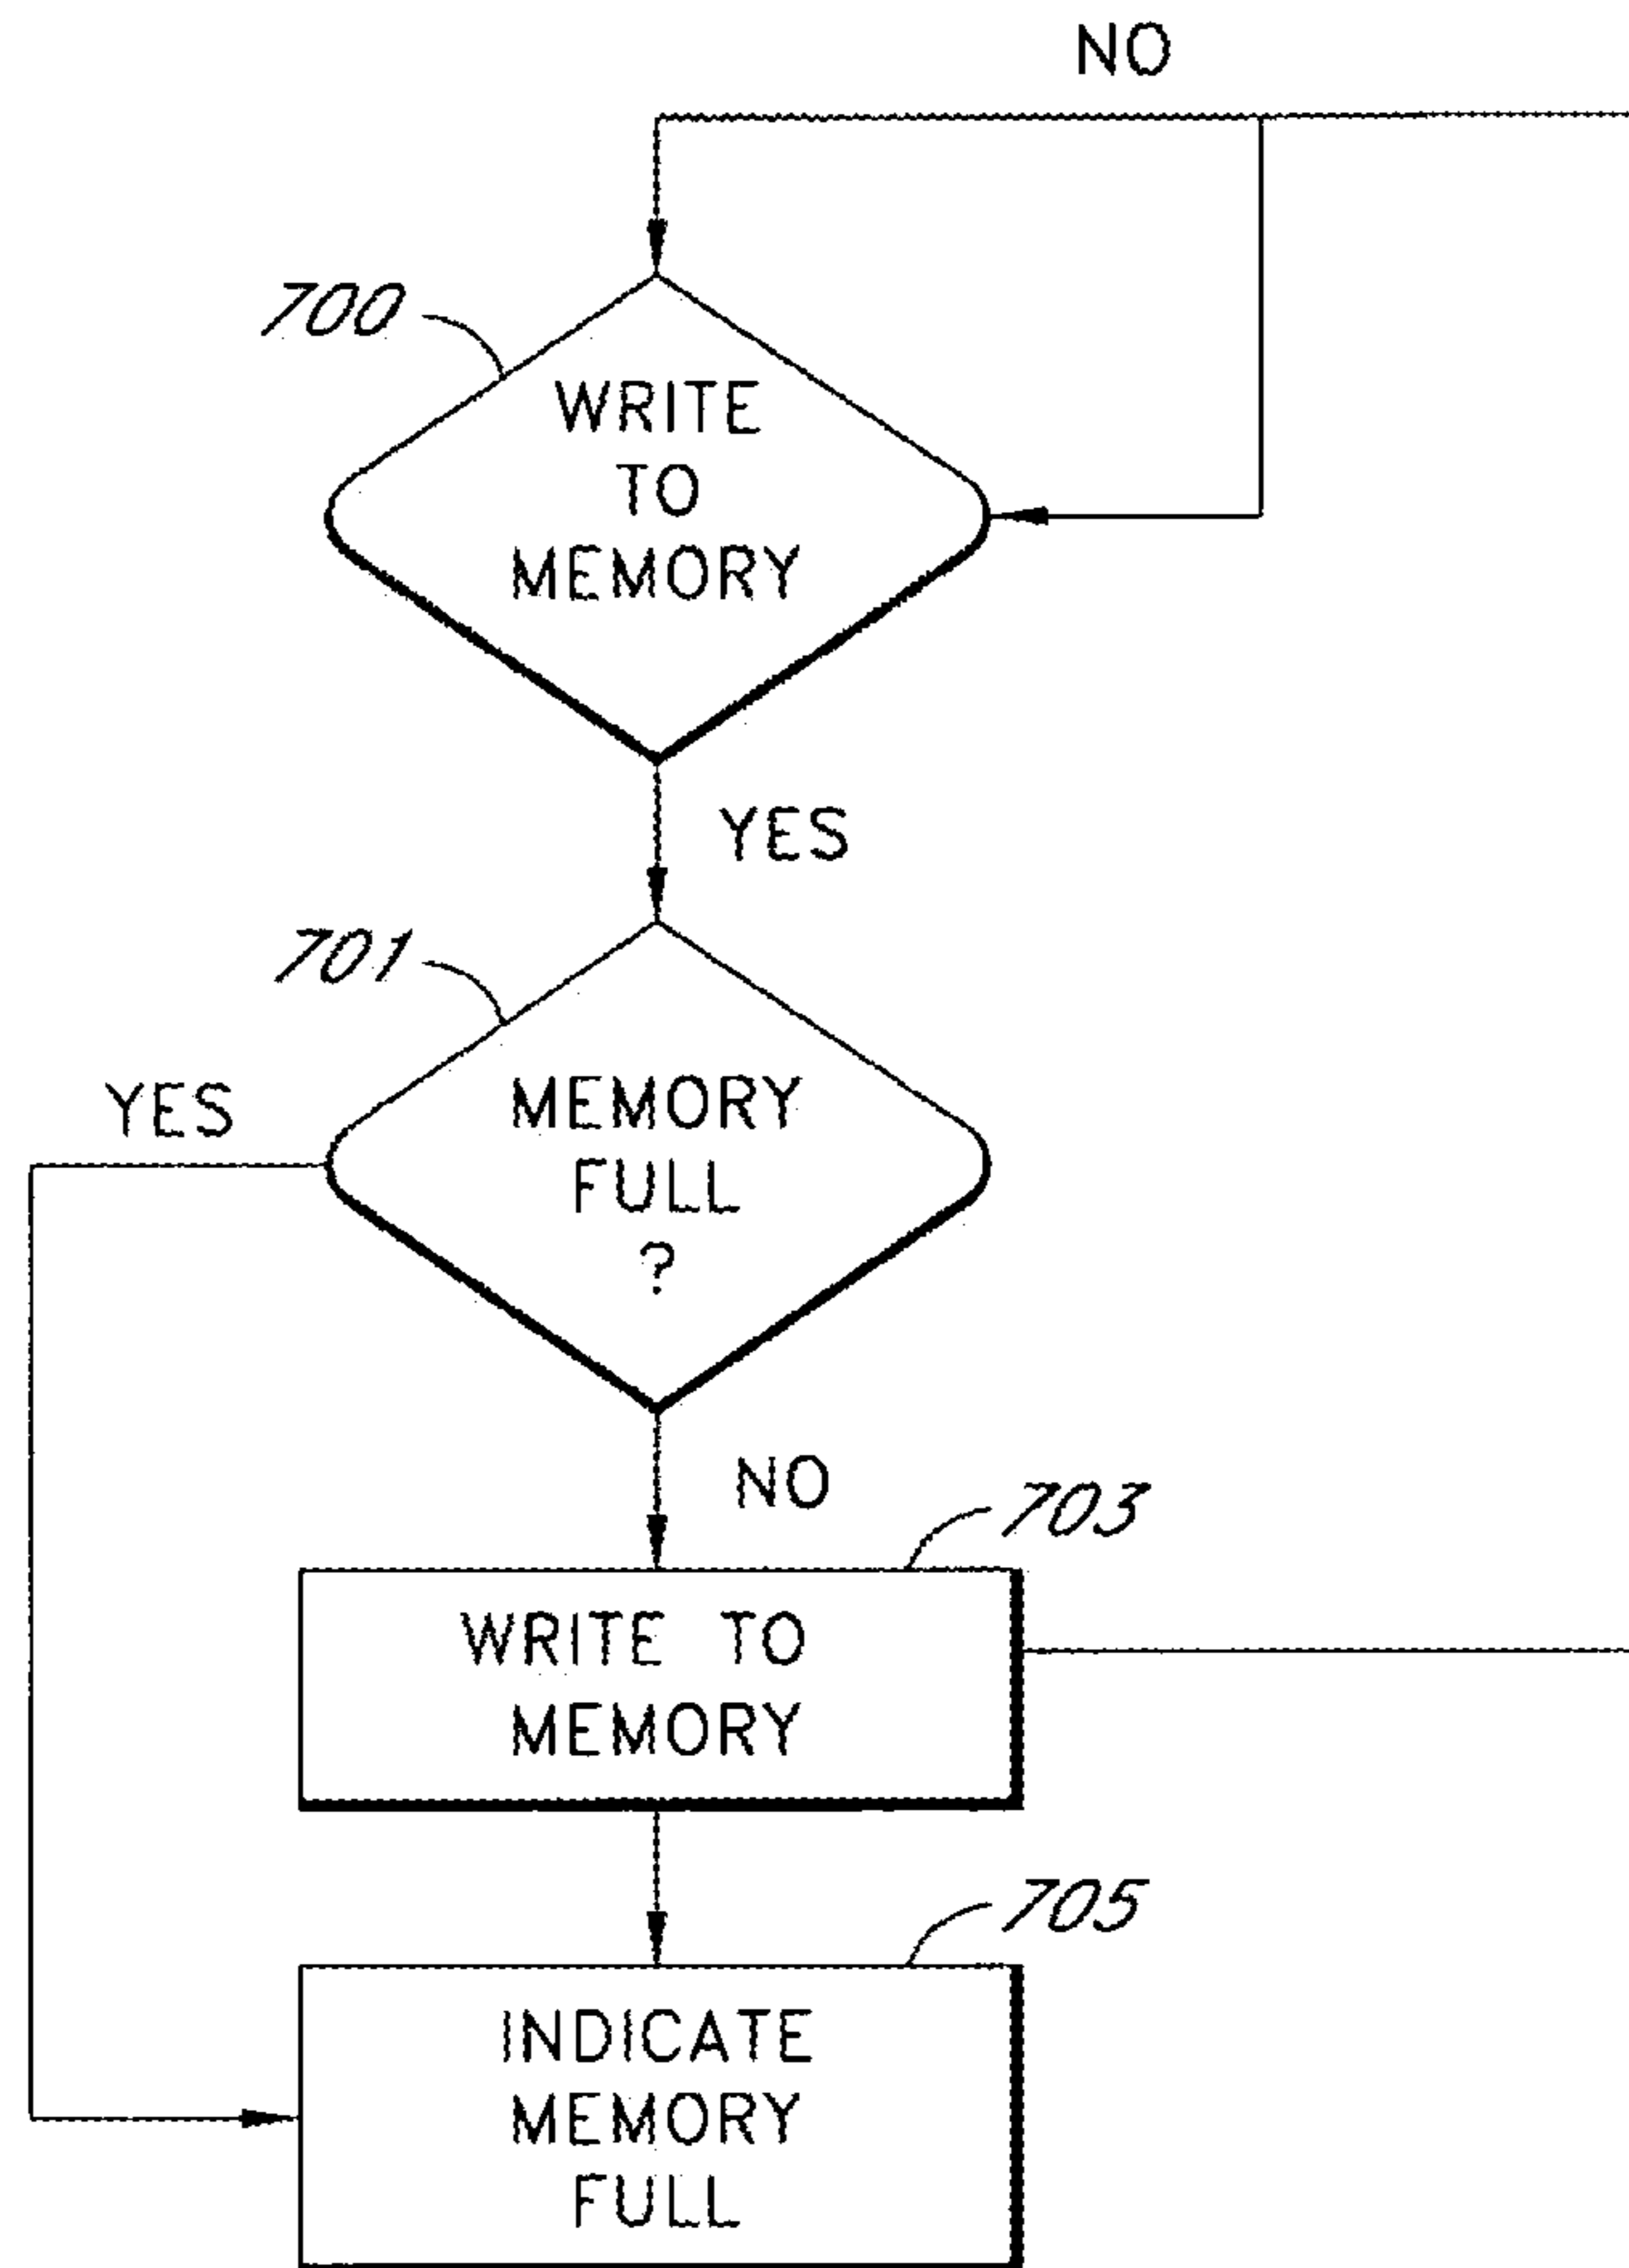 NO
700
WRITE
TO
MEMORY
YES
701
YES
MEMORY
FULL
?
NO
703
WRITE TO
MEMORY
705
INDICATE
MEMORY
FULL